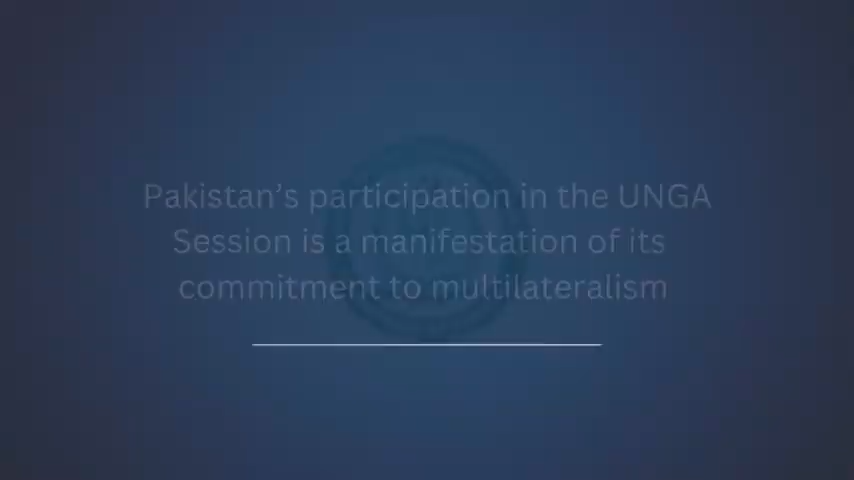 Pakistan’s participation in the UNGA
Session is a manifestation of its
commitment to multilateralism